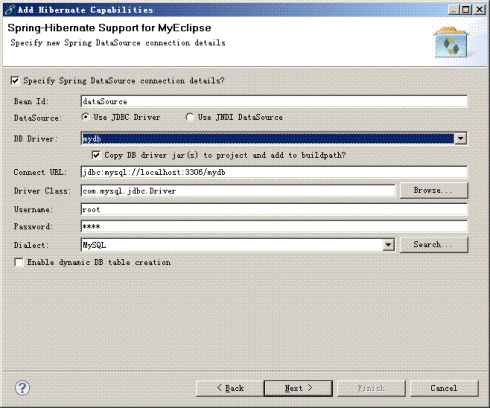 Add Hibernate Capabilities
Spring-Hibernate Support for MyEclipse
Specify new Spring DataSource connection details
Specify Spring DataSource connection details?
Bean Id: dataSource
DataSource: Use JDBC Driver Use JNDI DataSource
DB Driver: mydb
Copy DB driver jar(s) to project and add to buildpath?
Connect URL: jdbc:mysql://localhost:3306/mydb
Driver Class: com.mysql.jdbc.Driver Browse...
Username: root
Password: ****
Dialect: MySQL Search...
Enable dynamic DB table creation
? < Back Next > Finish Cancel